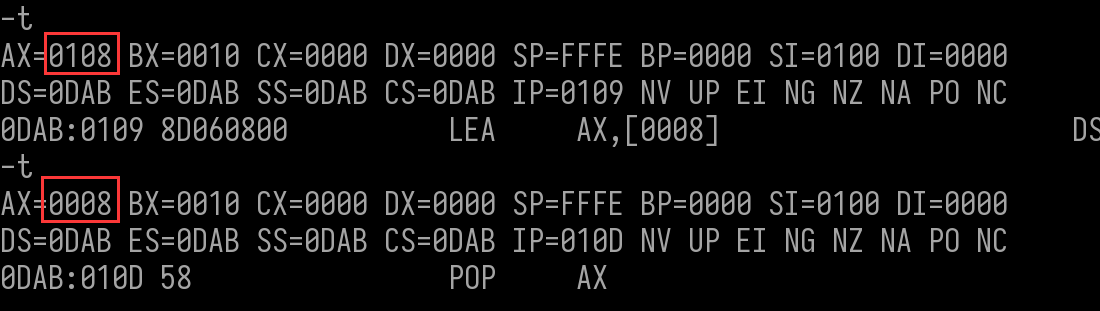 -t
AX=0108 BX=0010 CX=0000 DX=0000 SP=FFFE BP=0000 SI=0100 DI=0000
DS=0DAB ES=0DAB SS=0DAB CS=0DAB IP=0109 NV UP EI NG NZ NA PO NC
0DAB:0109 8D060800 LEA AX,[0008] DS
-t
AX=0008 BX=0010 CX=0000 DX=0000 SP=FFFE BP=0000 SI=0100 DI=0000
DS=0DAB ES=0DAB SS=0DAB CS=0DAB IP=010D NV UP EI NG NZ NA PO NC
0DAB:010D 58 POP AX